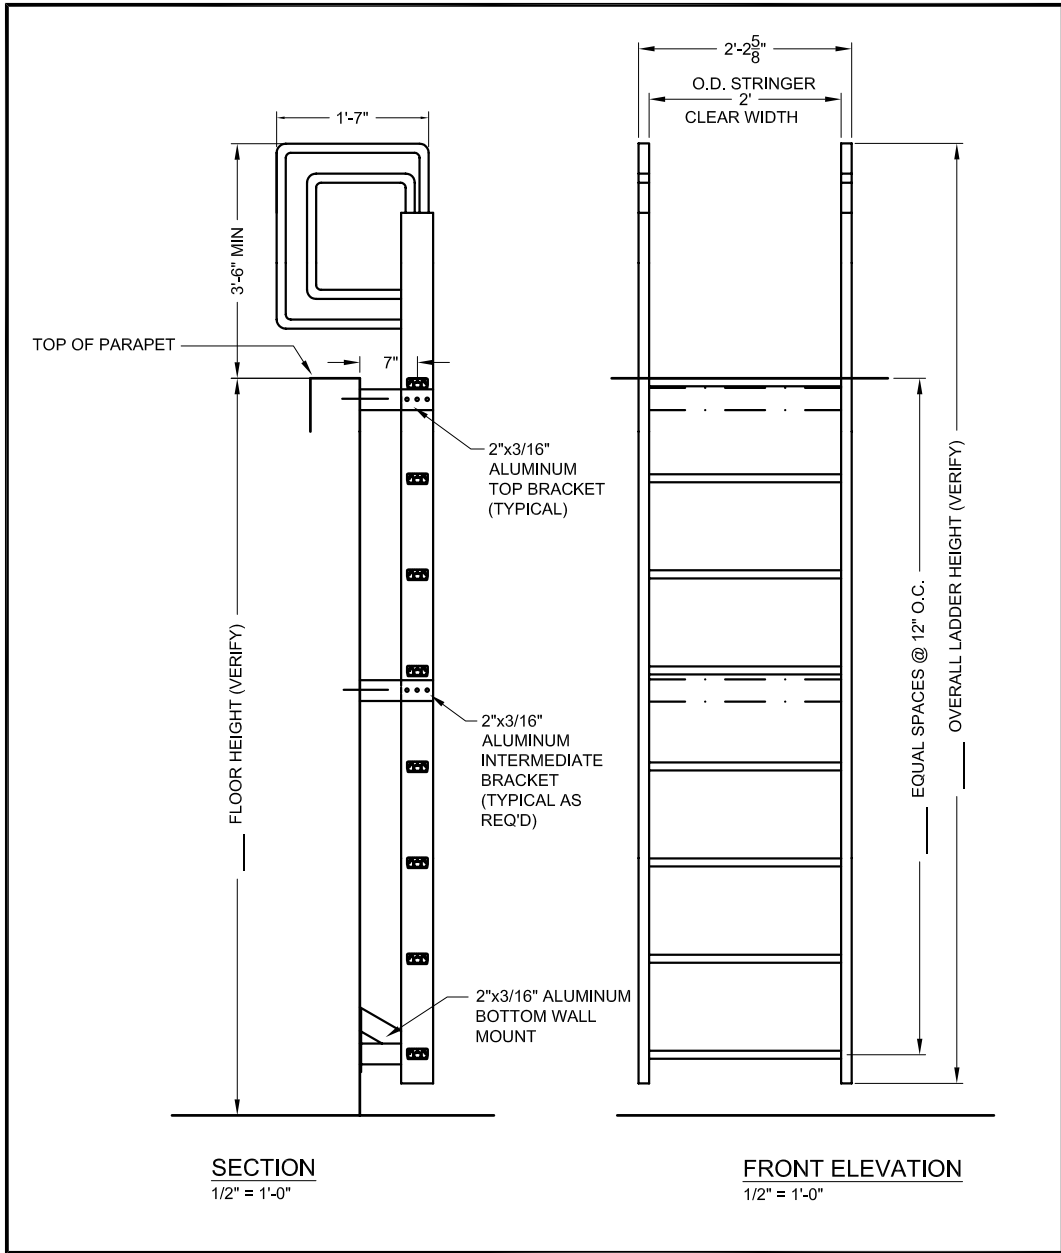 2'-2 5/8"
O.D. STRINGER
2'
CLEAR WIDTH
1'-7"
3'-6" MIN
TOP OF PARAPET
7"
2"x3/16"
ALUMINUM
TOP BRACKET
(TYPICAL)
FLOOR HEIGHT (VERIFY)
2"x3/16"
ALUMINUM
INTERMEDIATE
BRACKET
(TYPICAL AS
REQ'D)
EQUAL SPACES @ 12" O.C.
OVERALL LADDER HEIGHT (VERIFY)
2"x3/16" ALUMINUM
BOTTOM WALL
MOUNT
SECTION
1/2" = 1'-0"
FRONT ELEVATION
1/2" = 1'-0"